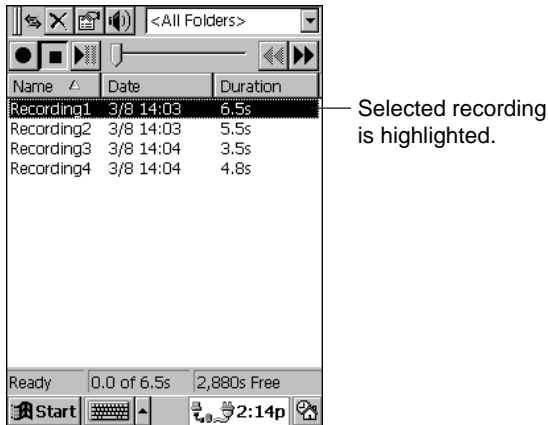 <All Folders>
Name Date Duration
Recording1 3/8 14:03 6.5s
Recording2 3/8 14:03 5.5s
Recording3 3/8 14:04 3.5s
Recording4 3/8 14:04 4.8s
Selected recording
is highlighted.
Ready 0.0 of 6.5s 2,880s Free
Start 2:14p